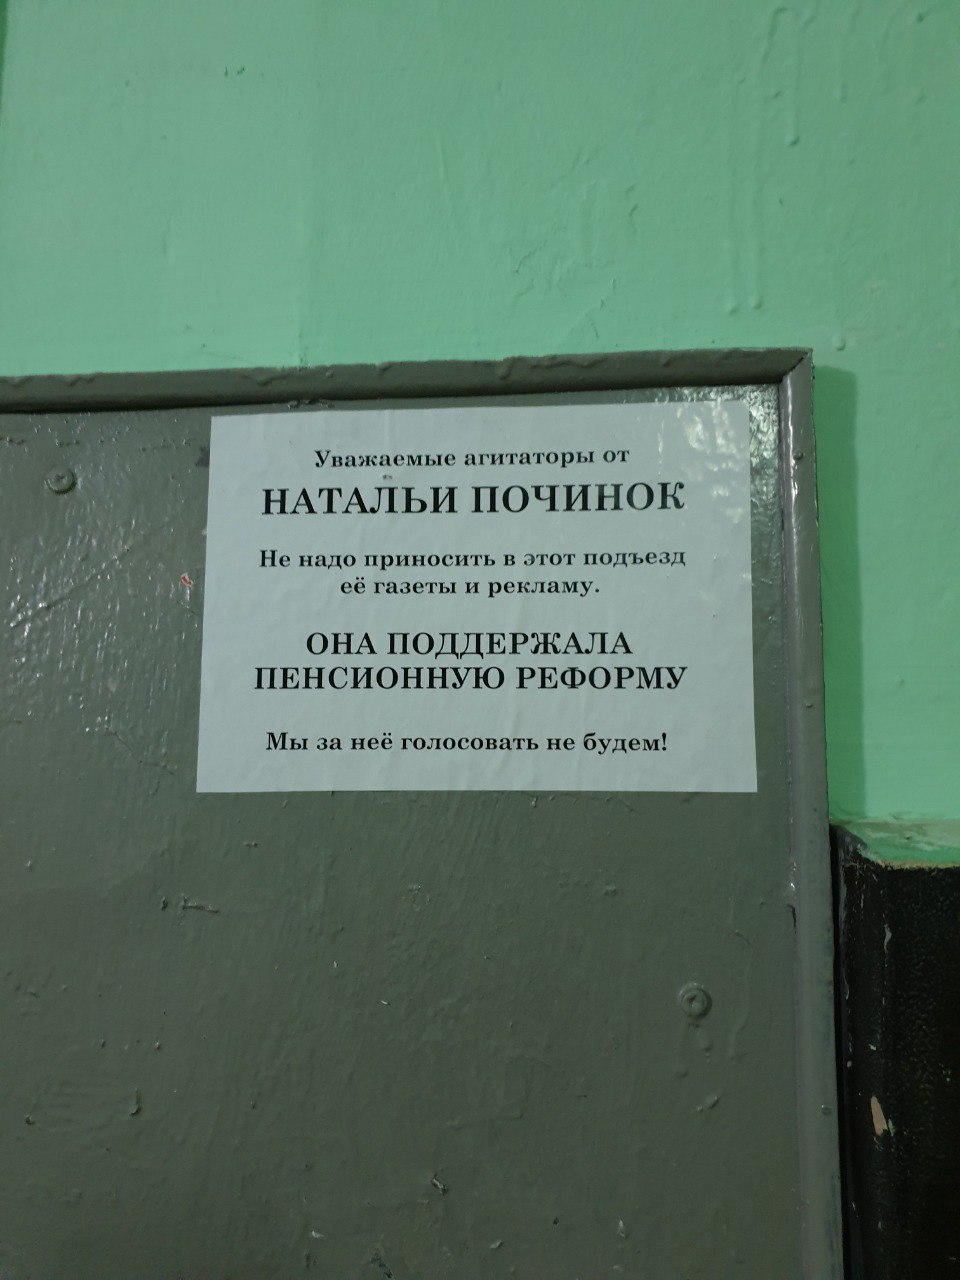 Уважаемые агитаторы от
НАТАЛЬИ ПОЧИНОК
Не надо приносить в этот подъезд
её газеты и рекламу.
ОНА ПОДДЕРЖАЛА
ПЕНСИОННУЮ РЕФОРМУ
Мы за неё голосовать не будем!